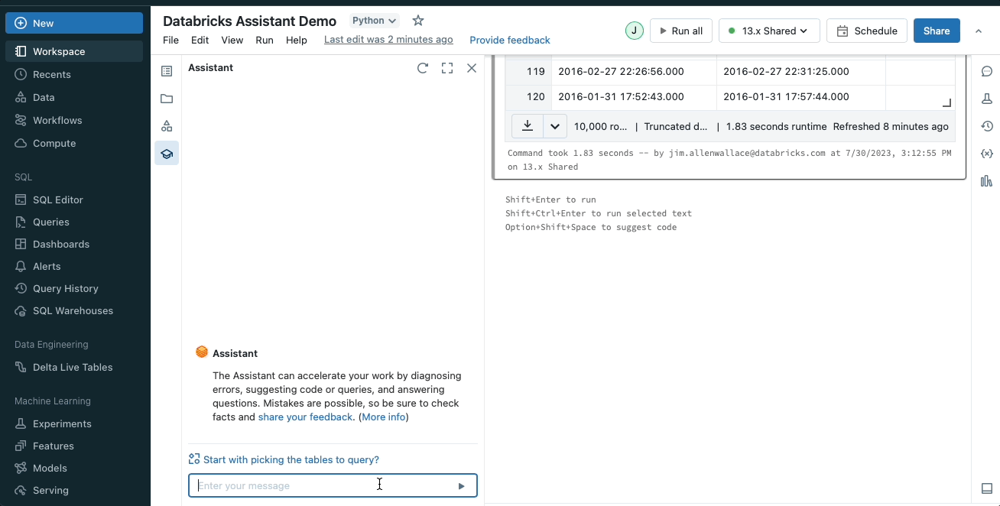 New
Workspace
Recents
Data
Workflows
Compute
SQL
SQL Editor
Queries
Dashboards
Alerts
Query History
SQL Warehouses
Data Engineering
Delta Live Tables
Machine Learning
Experiments
Features
Models
Serving
Databricks Assistant Demo Python
File Edit View Run Help Last edit was 2 minutes ago Provide feedback
J Run all 13.x Shared Schedule Share
Assistant
Assistant
The Assistant can accelerate your work by diagnosing
errors, suggesting code or queries, and answering
questions. Mistakes are possible, so be sure to check
facts and share your feedback. (More info)
Start with picking the tables to query?
Enter your message
119 2016-02-27 22:26:56.000 2016-02-27 22:31:25.000
120 2016-01-31 17:52:43.000 2016-01-31 17:57:44.000
10,000 ro... | Truncated d... | 1.83 seconds runtime Refreshed 8 minutes ago
Command took 1.83 seconds -- by jim.allenwallace@databricks.com at 7/30/2023, 3:12:55 PM
on 13.x Shared
Shift+Enter to run
Shift+Ctrl+Enter to run selected text
Option+Shift+Space to suggest code